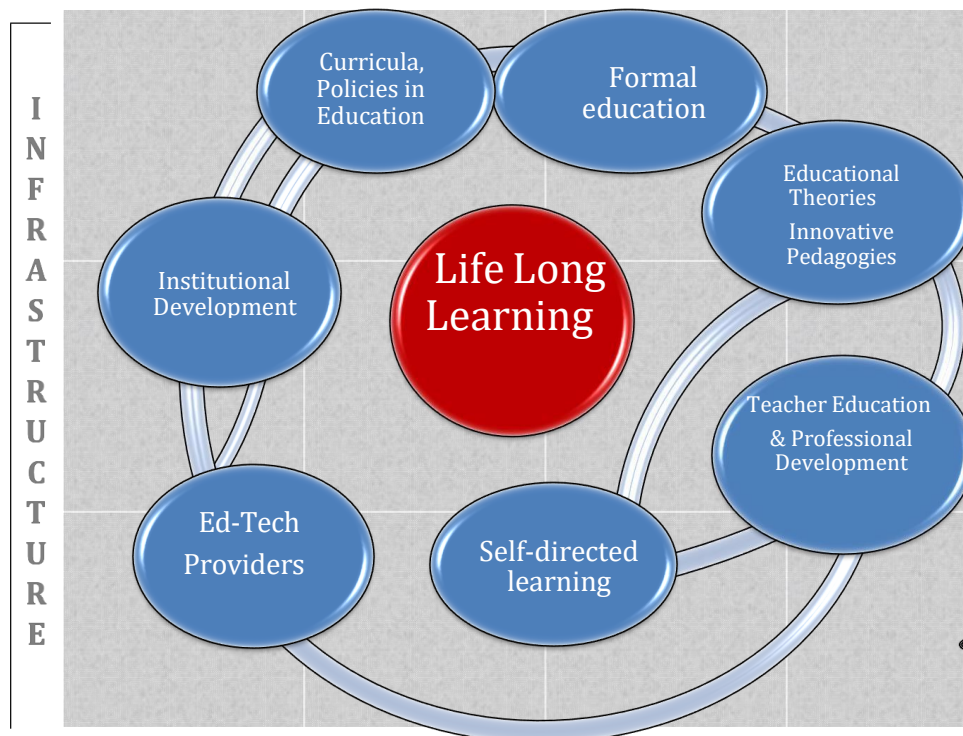 INFRASTRUCTURE
Curricula,
Policies in
Education
Formal
education
Educational
Theories
Innovative
Pedagogies
Institutional
Development
Life Long
Learning
Teacher Education
& Professional
Development
Ed-Tech
Providers
Self-directed
learning